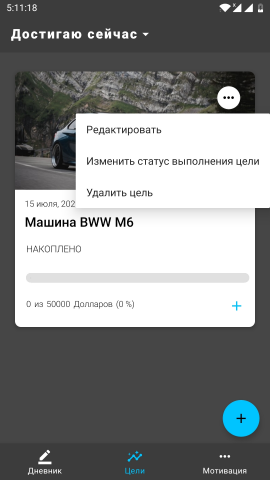 5:11:18
Достигаю сейчас
Редактировать
Изменить статус выполнения цели
Удалить цель
15 июля, 202
Машина BWW M6
НАКОПЛЕНО
0 из 50000 Долларов (0 %)
Дневник
Цели
Мотивация